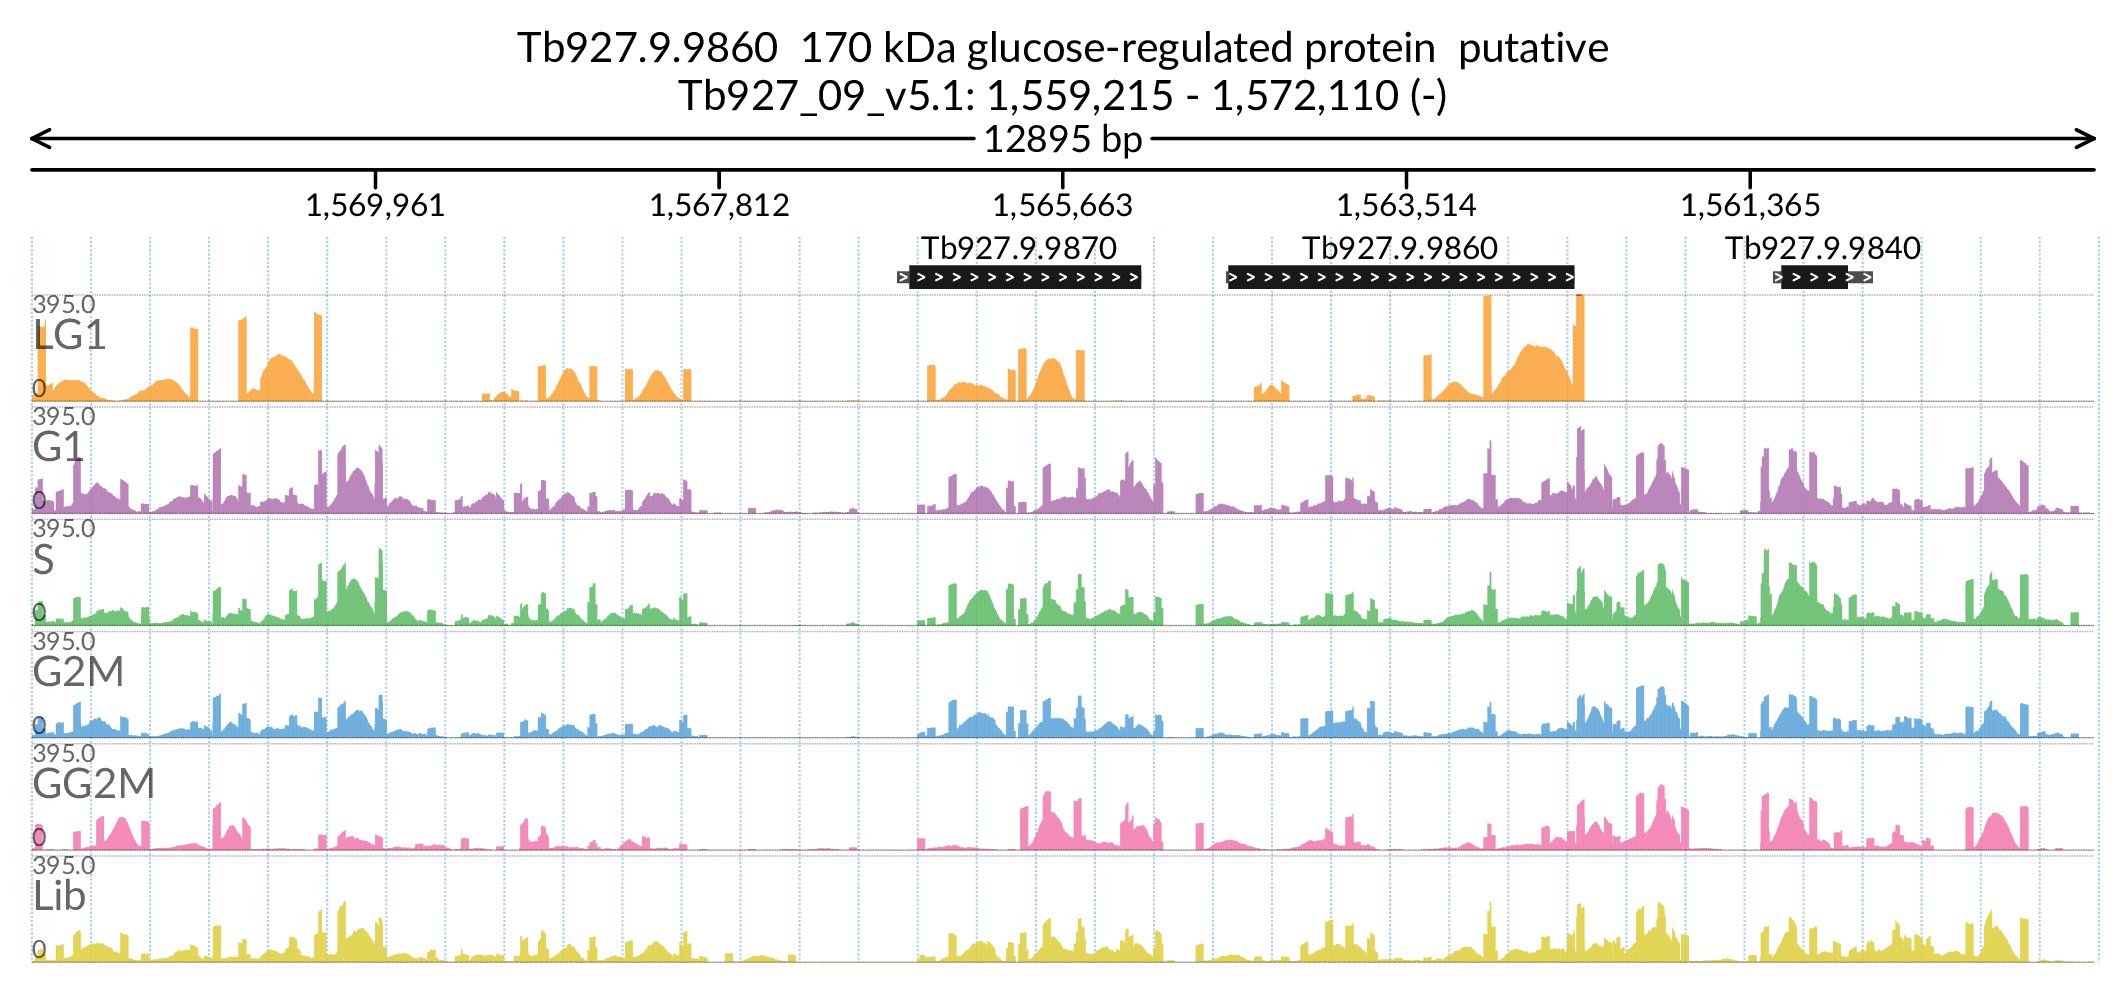 Tb927.9.9860  170 kDa glucose-regulated protein  putative
Tb927_09_v5.1: 1,559,215 - 1,572,110 (-)
12895 bp
1,569,961 1,567,812 1,565,663 1,563,514 1,561,365
Tb927.9.9870 Tb927.9.9860 Tb927.9.9840
395.0
LG1
0
395.0
G1
0
395.0
S
0
395.0
G2M
0
395.0
GG2M
0
395.0
Lib
0